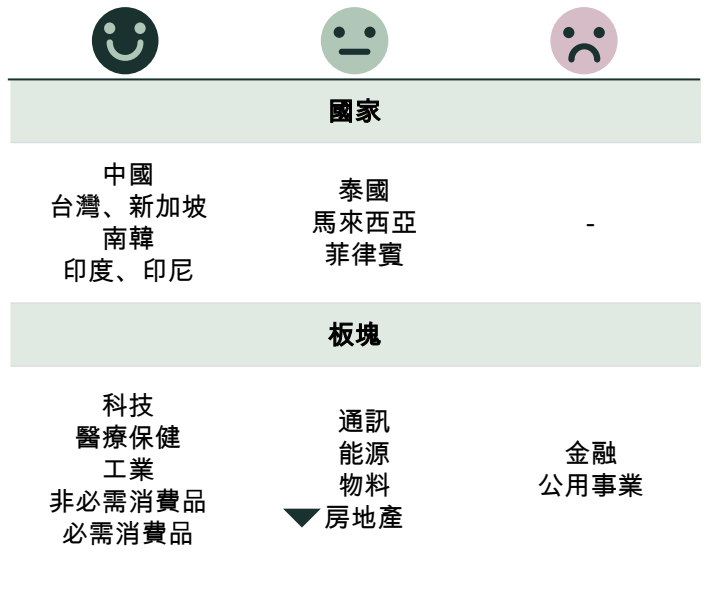 國家
中國
台灣、新加坡
南韓
印度、印尼
泰國
馬來西亞
菲律賓
-
板塊
科技
醫療保健
工業
非必需消費品
必需消費品
通訊
能源
物料
房地產
金融
公用事業